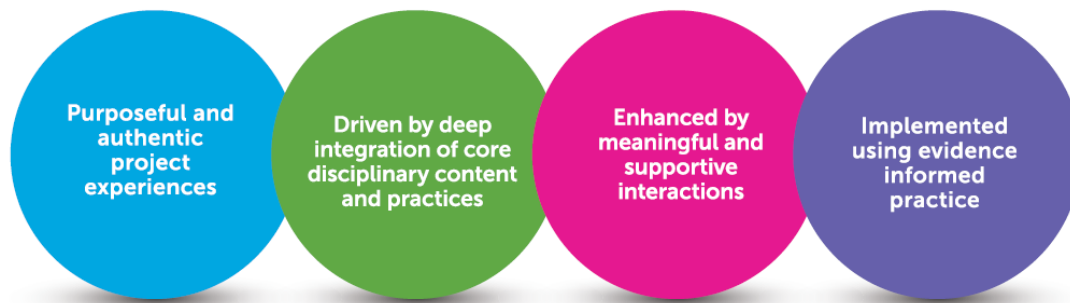 Purposeful and
authentic
project
experiences
Driven by deep
integration of core
disciplinary content
and practices
Enhanced by
meaningful and
supportive
interactions
Implemented
using evidence
informed
practice